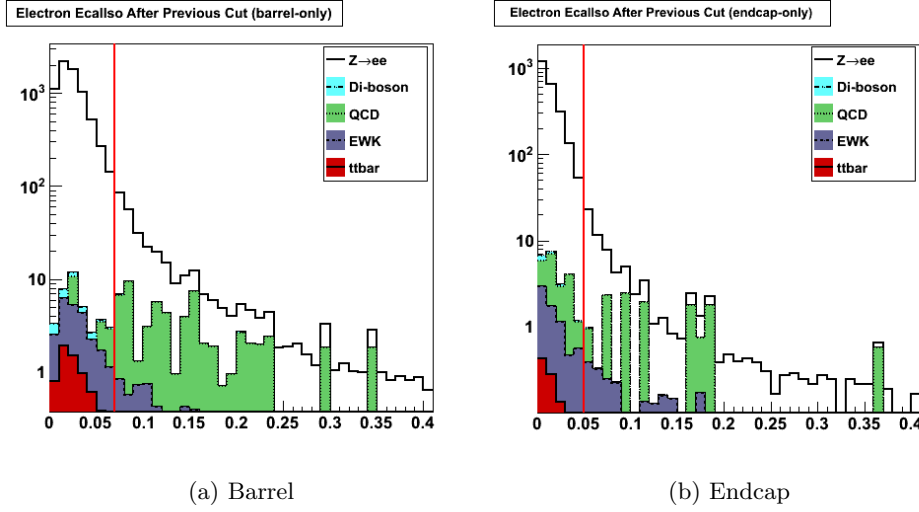 Electron EcalIso After Previous Cut (barrel-only)
Z→ee
Di-boson
QCD
EWK
ttbar
10³
10²
10
1
0 0.05 0.1 0.15 0.2 0.25 0.3 0.35 0.4
(a) Barrel
Electron EcalIso After Previous Cut (endcap-only)
Z→ee
Di-boson
QCD
EWK
ttbar
10³
10²
10
1
0 0.05 0.1 0.15 0.2 0.25 0.3 0.35 0.4
(b) Endcap